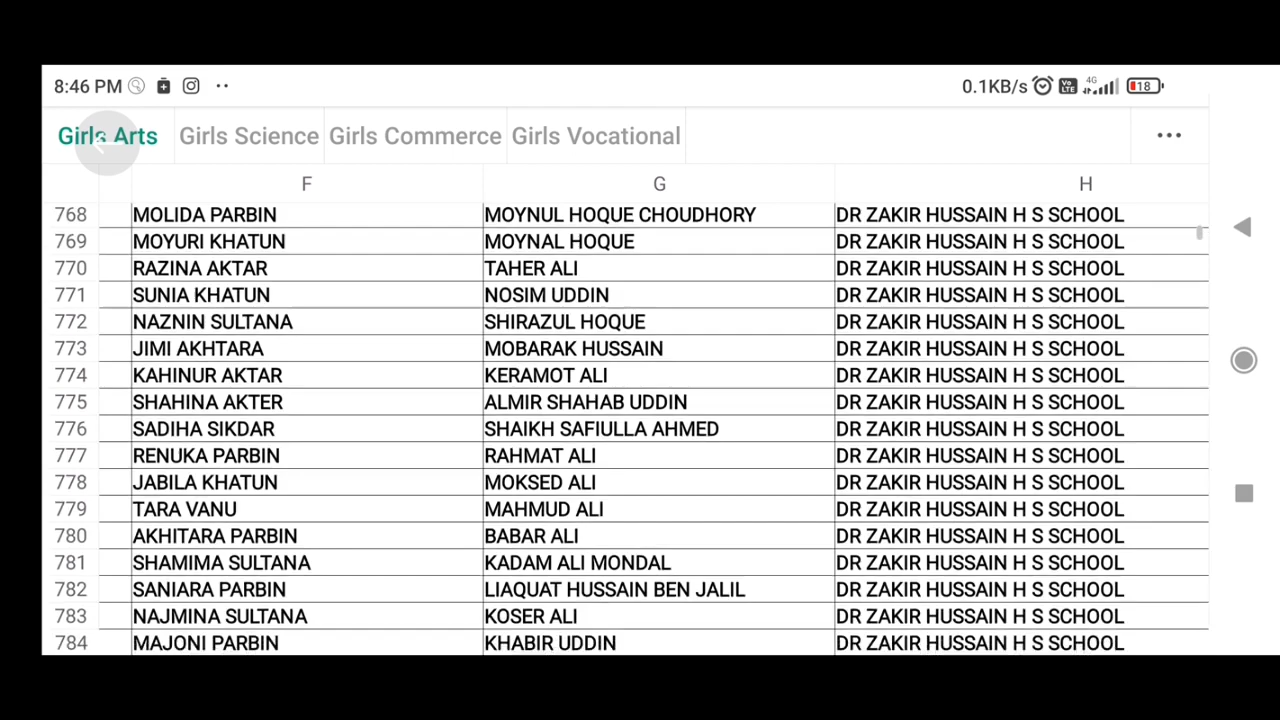 8:46 PM 0.1KB/s Vo LTE 4G 18
Girls Arts Girls Science Girls Commerce Girls Vocational
F G H
768 MOLIDA PARBIN MOYNUL HOQUE CHOUDHORY DR ZAKIR HUSSAIN H S SCHOOL
769 MOYURI KHATUN MOYNAL HOQUE DR ZAKIR HUSSAIN H S SCHOOL
770 RAZINA AKTAR TAHER ALI DR ZAKIR HUSSAIN H S SCHOOL
771 SUNIA KHATUN NOSIM UDDIN DR ZAKIR HUSSAIN H S SCHOOL
772 NAZNIN SULTANA SHIRAZUL HOQUE DR ZAKIR HUSSAIN H S SCHOOL
773 JIMI AKHTARA MOBARAK HUSSAIN DR ZAKIR HUSSAIN H S SCHOOL
774 KAHINUR AKTAR KERAMOT ALI DR ZAKIR HUSSAIN H S SCHOOL
775 SHAHINA AKTER ALMIR SHAHAB UDDIN DR ZAKIR HUSSAIN H S SCHOOL
776 SADIHA SIKDAR SHAIKH SAFIULLA AHMED DR ZAKIR HUSSAIN H S SCHOOL
777 RENUKA PARBIN RAHMAT ALI DR ZAKIR HUSSAIN H S SCHOOL
778 JABILA KHATUN MOKSED ALI DR ZAKIR HUSSAIN H S SCHOOL
779 TARA VANU MAHMUD ALI DR ZAKIR HUSSAIN H S SCHOOL
780 AKHITARA PARBIN BABAR ALI DR ZAKIR HUSSAIN H S SCHOOL
781 SHAMIMA SULTANA KADAM ALI MONDAL DR ZAKIR HUSSAIN H S SCHOOL
782 SANIARA PARBIN LIAQUAT HUSSAIN BEN JALIL DR ZAKIR HUSSAIN H S SCHOOL
783 NAJMINA SULTANA KOSER ALI DR ZAKIR HUSSAIN H S SCHOOL
784 MAJONI PARBIN KHABIR UDDIN DR ZAKIR HUSSAIN H S SCHOOL